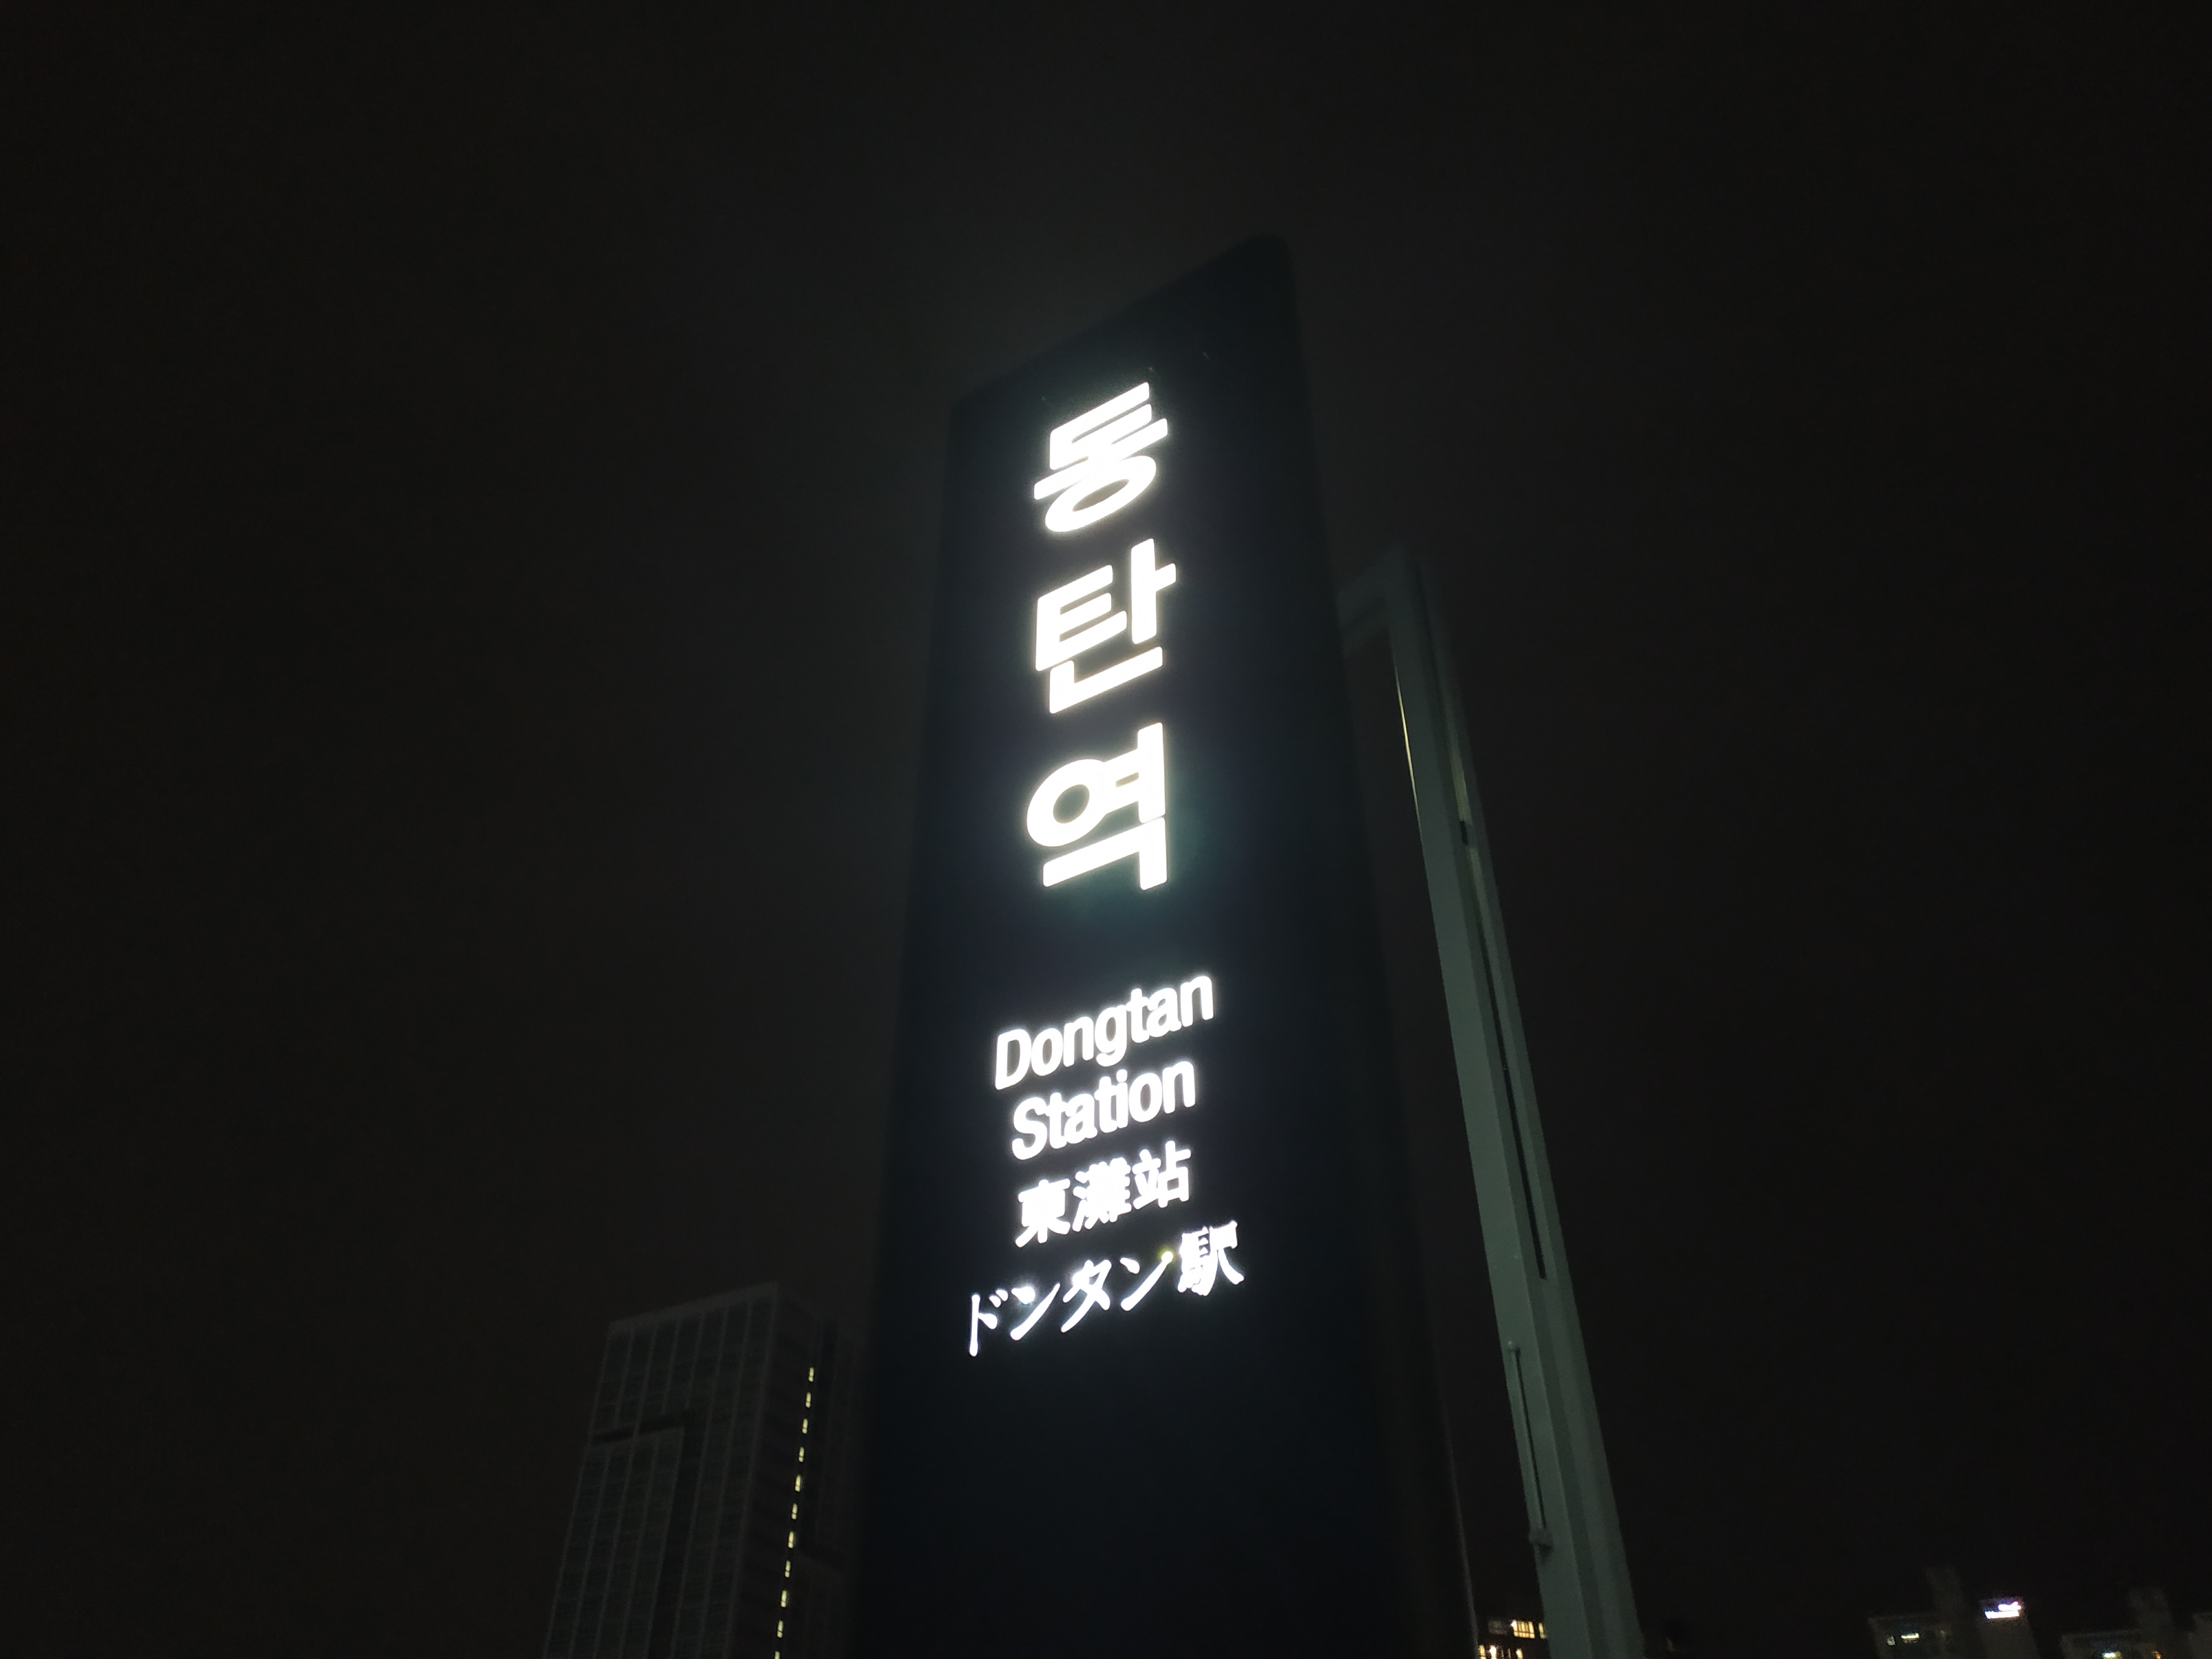 동탄역
Dongtan
Station
東灘站
ドンタン駅